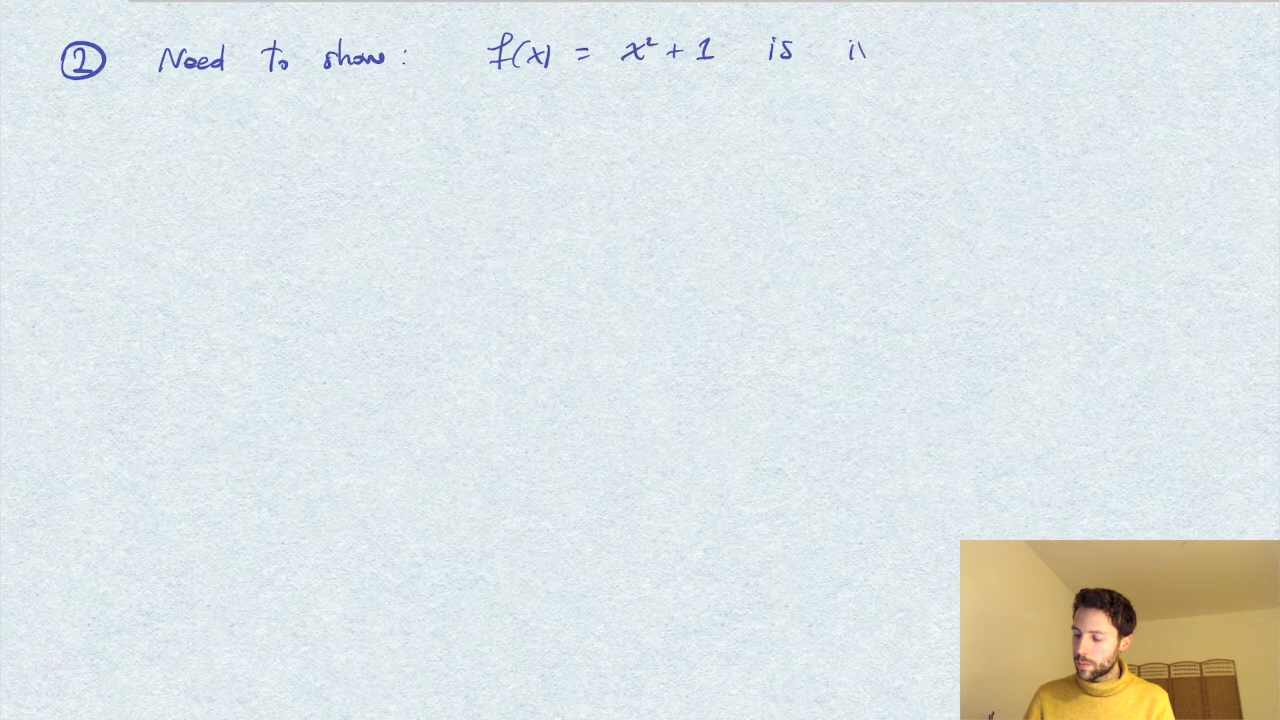 ② Need to show: f(x) = x² + 1 is